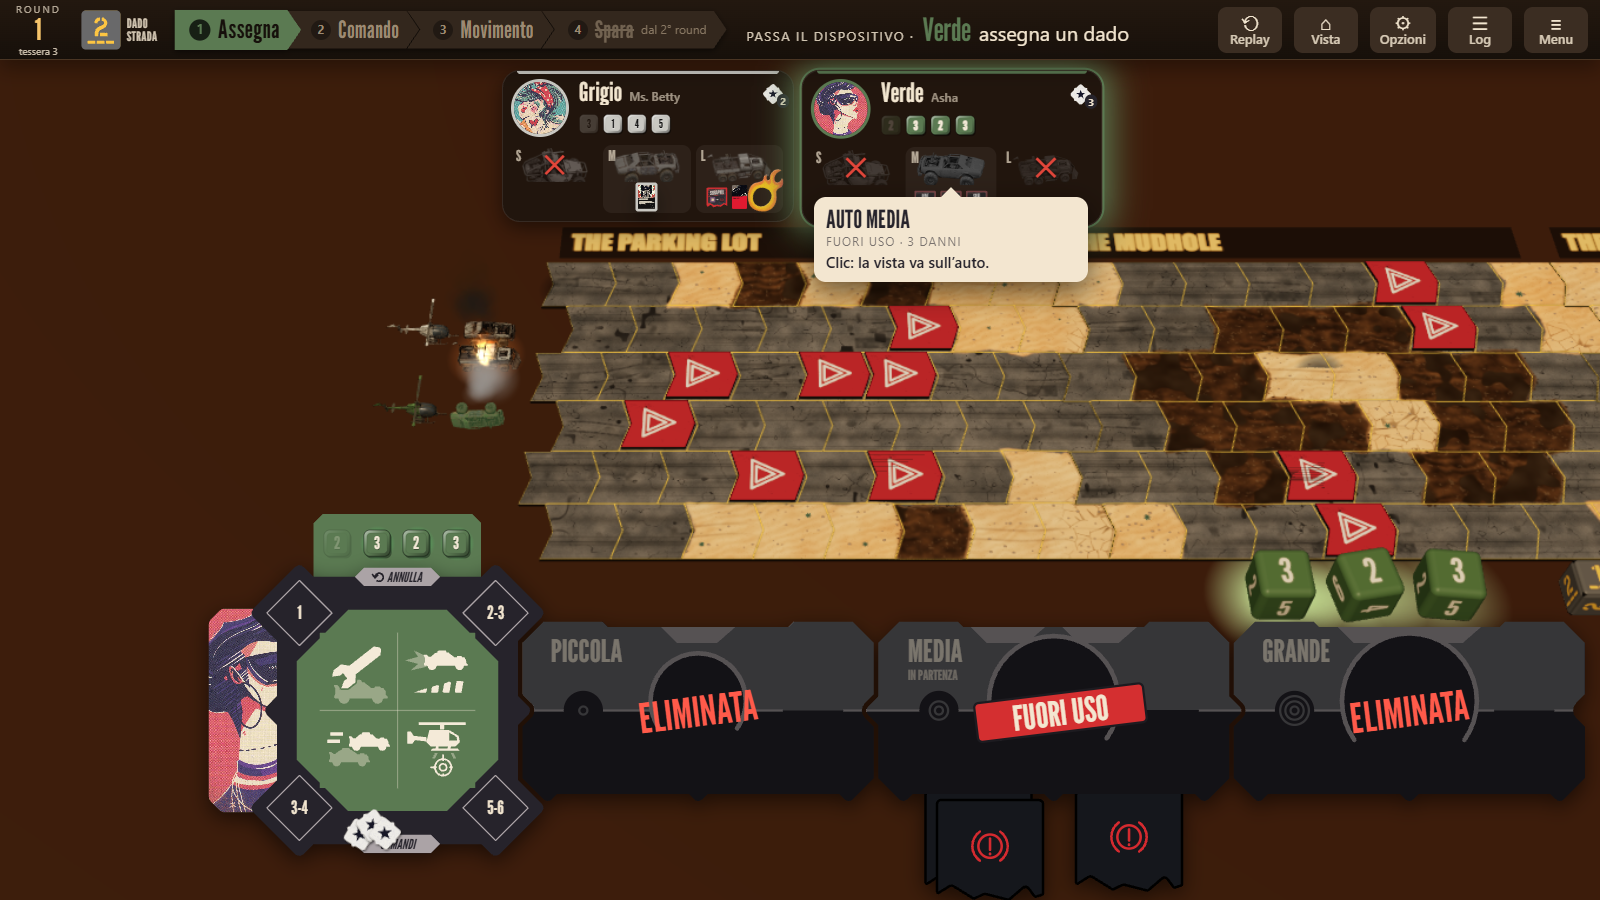 ROUND
1
tessera 3
2
DADO
STRADA
1 Assegna
2 Comando
3 Movimento
4 Spara dal 2° round
PASSA IL DISPOSITIVO · Verde assegna un dado
Replay
Vista
Opzioni
Log
Menu
Grigio Ms. Betty
2
3 1 4 5
S
M
L
Verde Asha
3
2 3 2 3
S
M
L
AUTO MEDIA
FUORI USO · 3 DANNI
Clic: la vista va sull'auto.
THE PARKING LOT
MUDHOLE
2 3 2 3
ANNULLA
1
2-3
3-4
5-6
3
5
2
3
5
PICCOLA
ELIMINATA
MEDIA
IN PARTENZA
FUORI USO
GRANDE
ELIMINATA